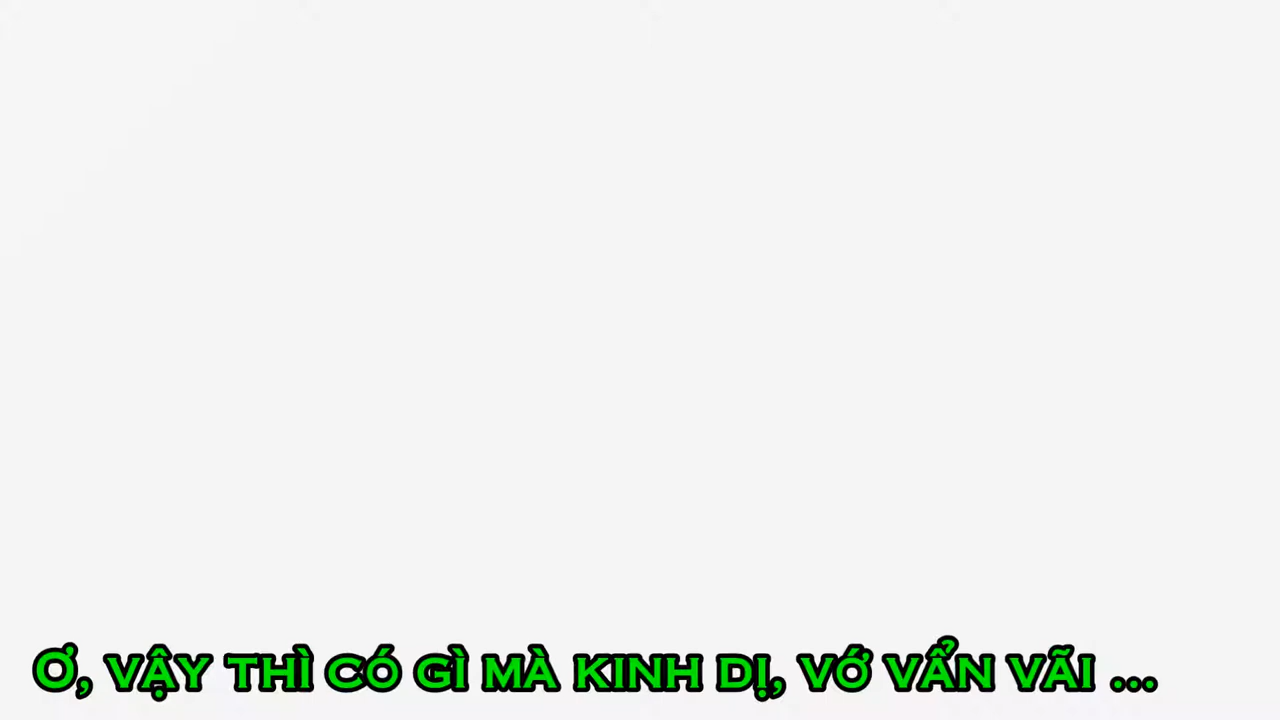 Ơ, VẬY THÌ CÓ GÌ MÀ KINH DỊ, VỚ VẨN VÃI ...